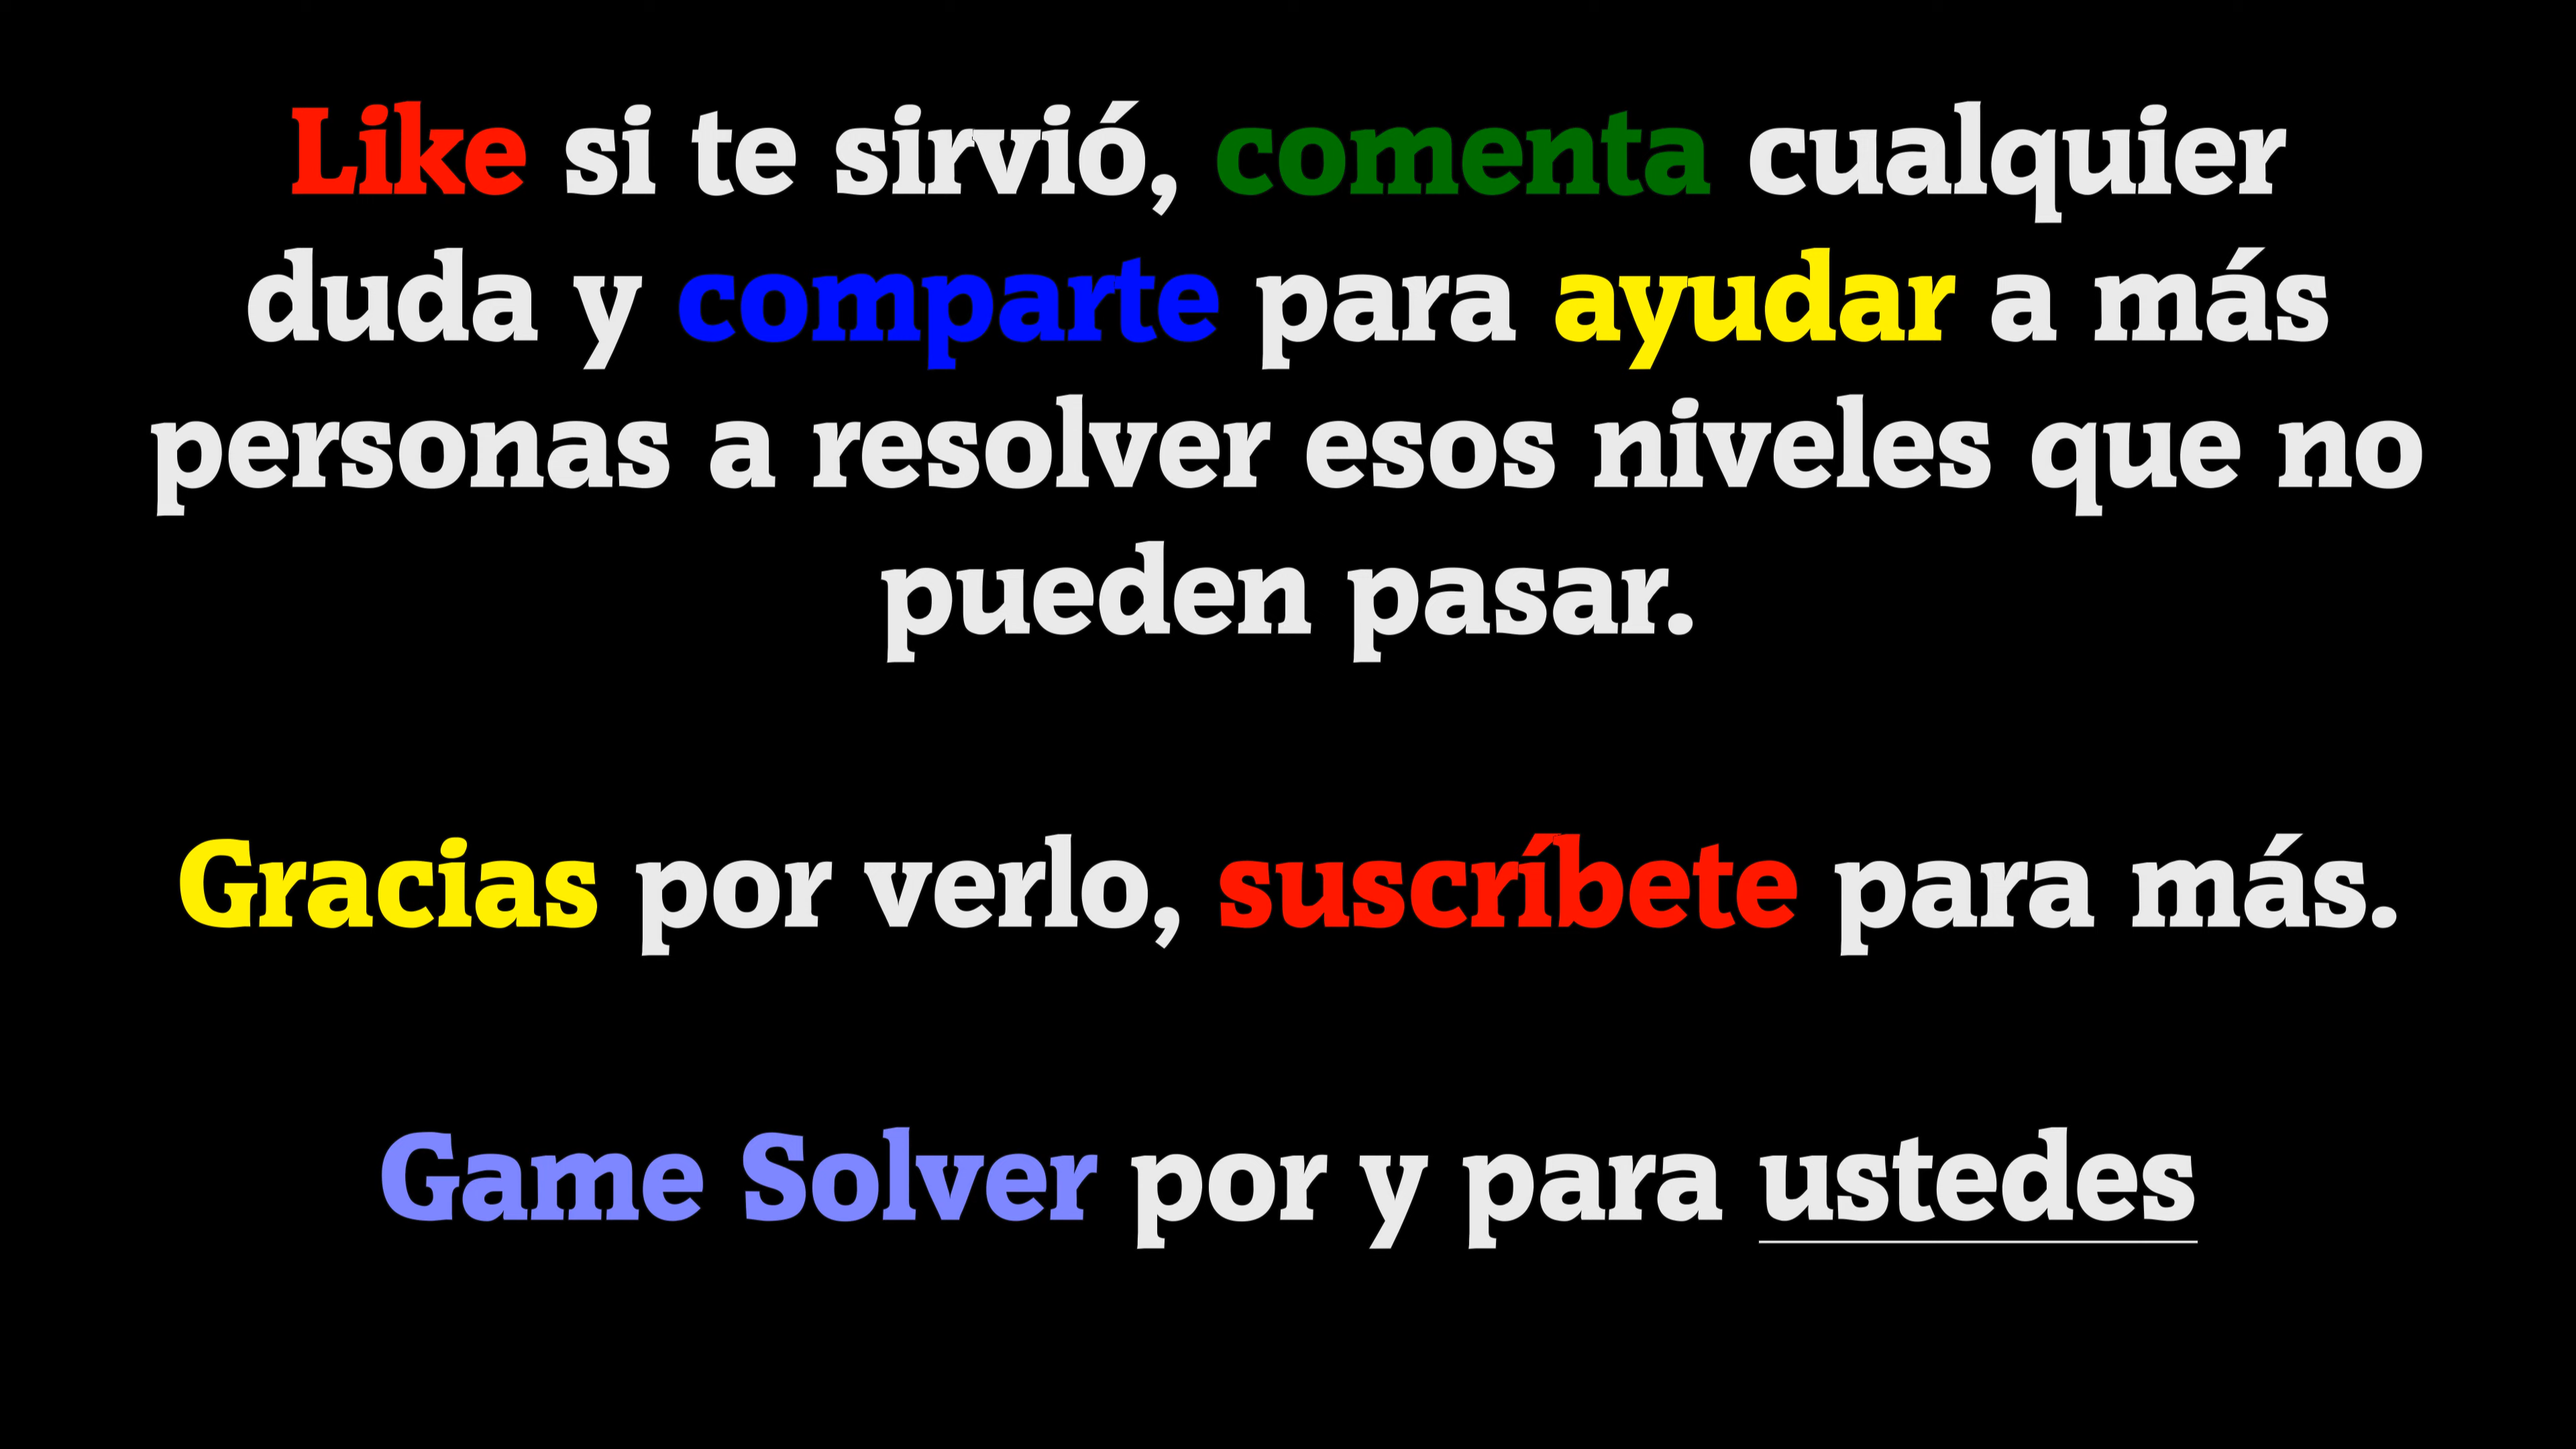 Like si te sirvió, comenta cualquier
duda y comparte para ayudar a más
personas a resolver esos niveles que no
pueden pasar.
Gracias por verlo, suscríbete para más.
Game Solver por y para ustedes